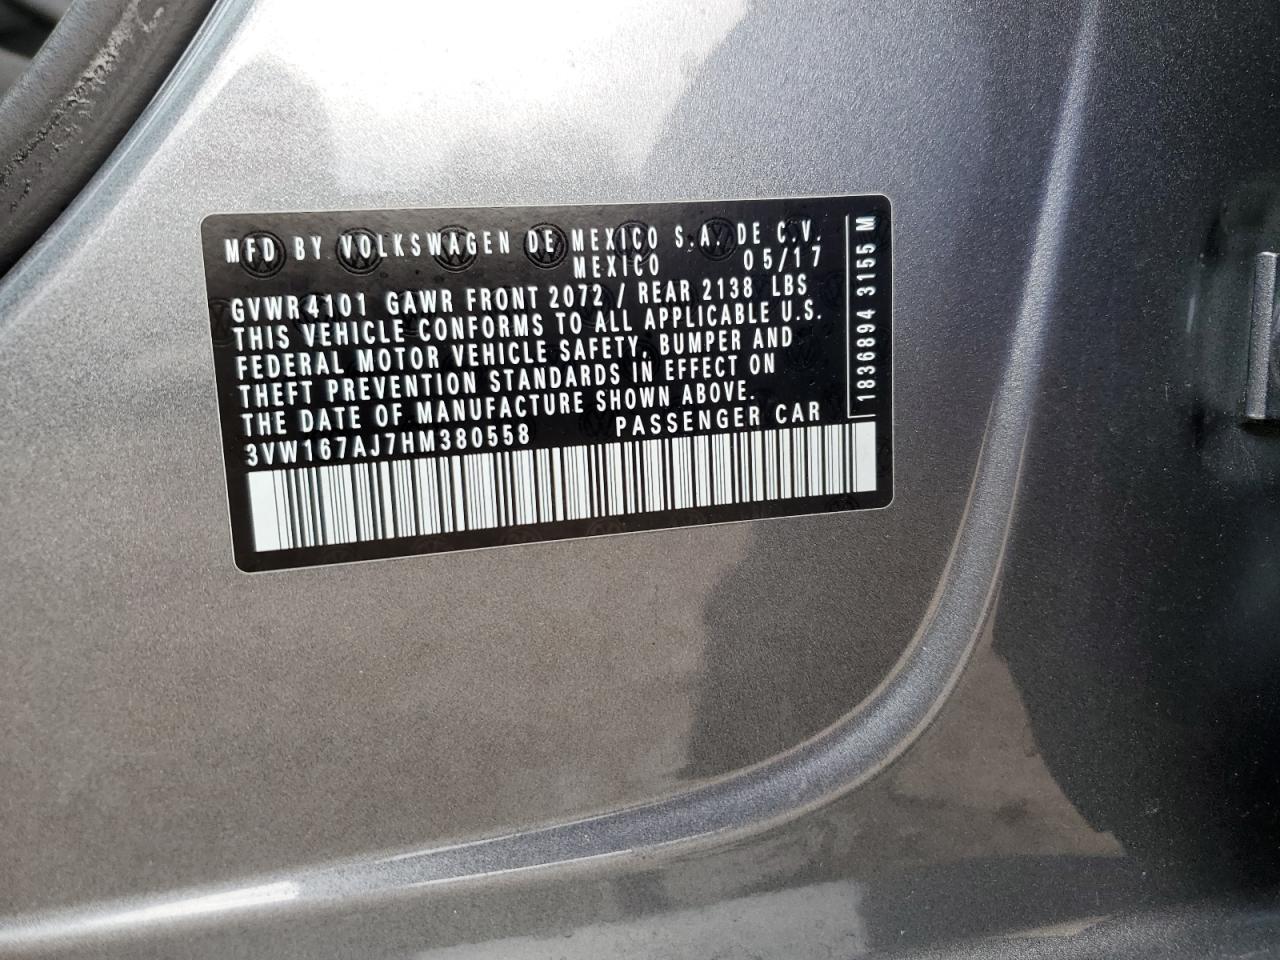 MFD BY VOLKSWAGEN DE MEXICO S.A. DE C.V.
MEXICO 05/17
GVWR 4101 GAWR FRONT 2072 / REAR 2138 LBS
THIS VEHICLE CONFORMS TO ALL APPLICABLE U.S.
FEDERAL MOTOR VEHICLE SAFETY, BUMPER AND
THEFT PREVENTION STANDARDS IN EFFECT ON
THE DATE OF MANUFACTURE SHOWN ABOVE.
3VW167AJ7HM380558 PASSENGER CAR
1836894 3155 M